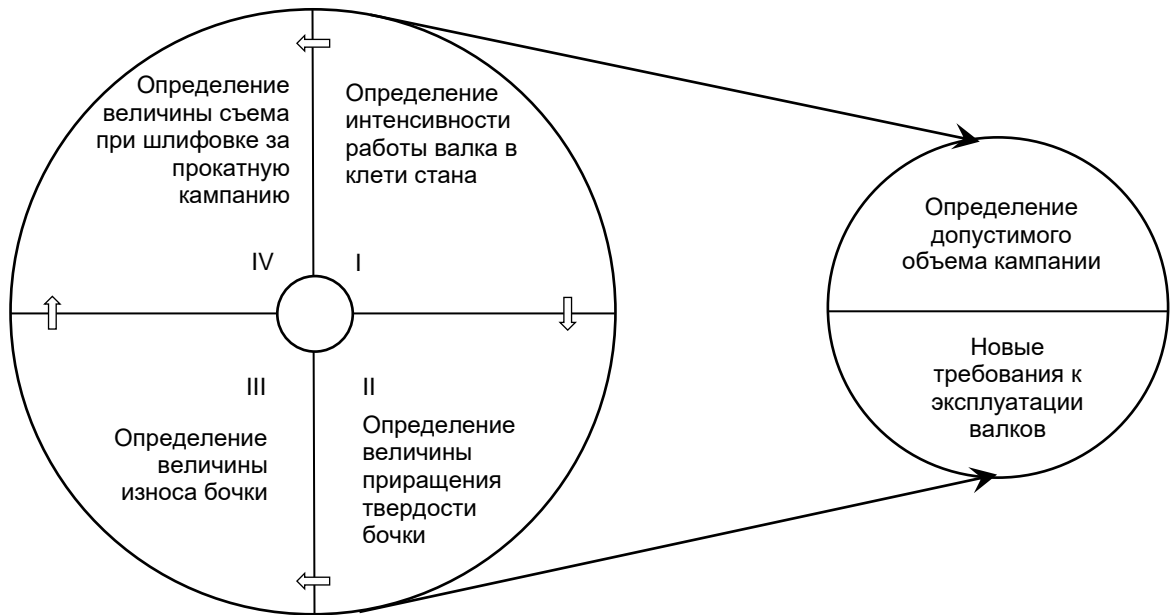 Определение
величины съема
при шлифовке за
прокатную
кампанию
IV
Определение
интенсивности
работы валка в
клети стана
I
III
Определение
величины
износа бочки
II
Определение
величины
приращения
твердости
бочки
Определение
допустимого
объема кампании
Новые
требования к
эксплуатации
валков